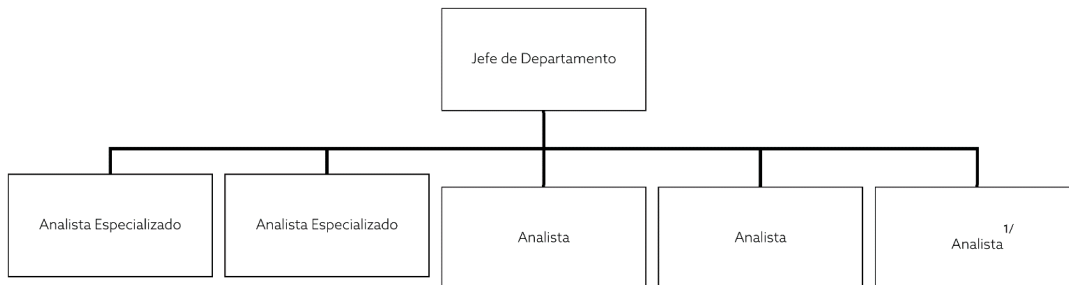 Jefe de Departamento
Analista Especializado
Analista Especializado
Analista
Analista
Analista 1/